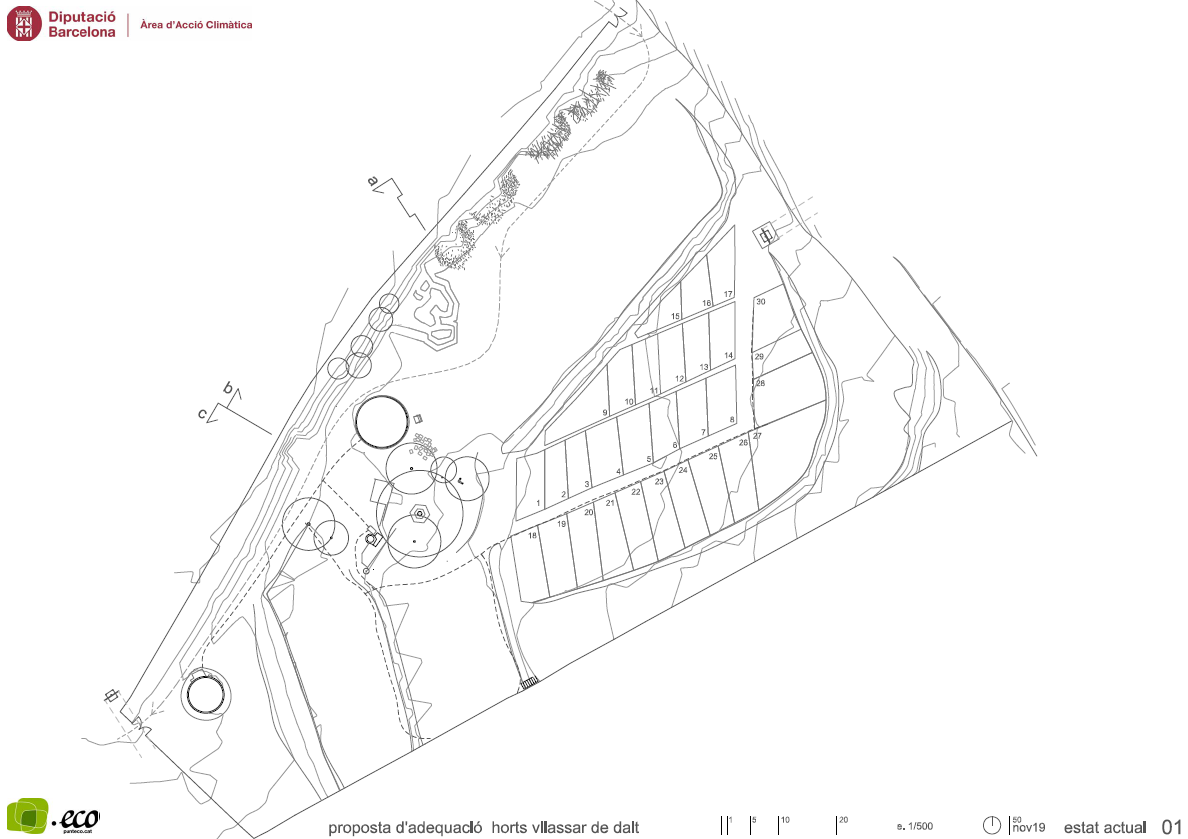 Diputació
Barcelona
Àrea d'Acció Climàtica
a
b
c
17
16
15
30
14
13
12
11
10
9
29
28
8
7
6
5
4
3
2
1
27
26
25
24
23
22
21
20
19
18
.eco
punteco.cat
proposta d'adequació horts vilassar de dalt
1
5
10
20
50
e. 1/500
nov19
estat actual 01